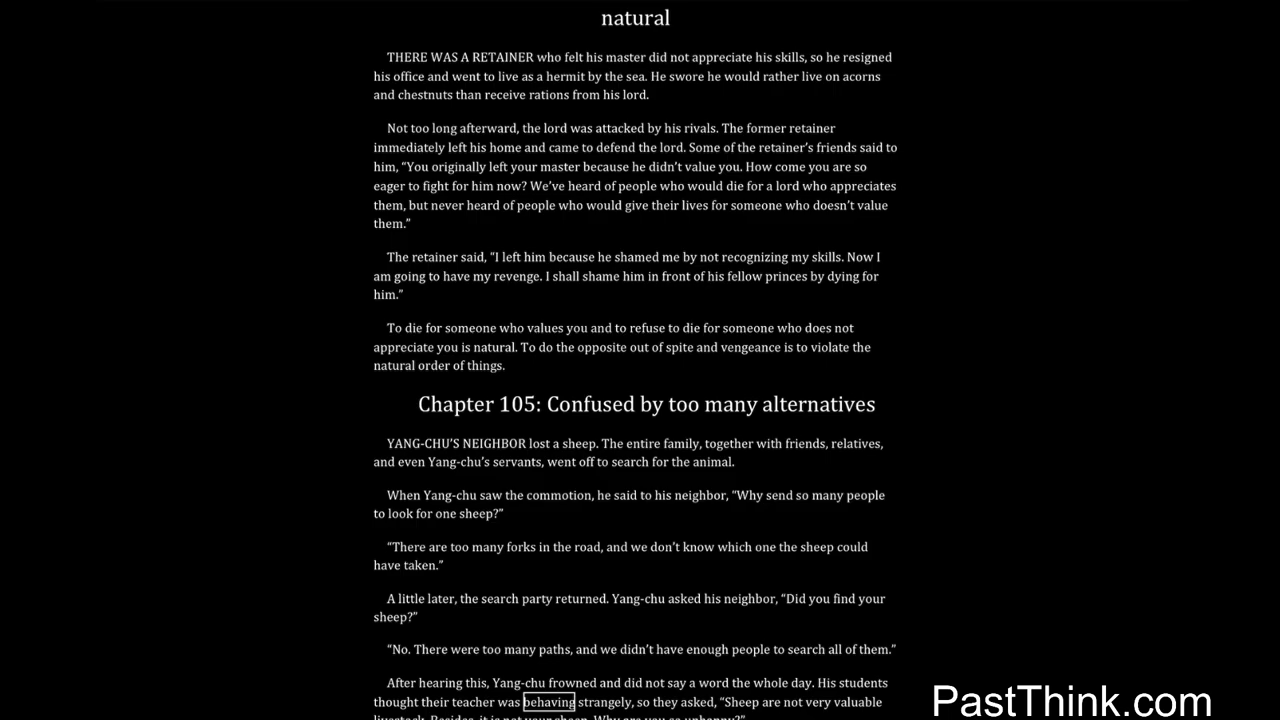 natural
THERE WAS A RETAINER who felt his master did not appreciate his skills, so he resigned
his office and went to live as a hermit by the sea. He swore he would rather live on acorns
and chestnuts than receive rations from his lord.
Not too long afterward, the lord was attacked by his rivals. The former retainer
immediately left his home and came to defend the lord. Some of the retainer’s friends said to
him, “You originally left your master because he didn’t value you. How come you are so
eager to fight for him now? We’ve heard of people who would die for a lord who appreciates
them, but never heard of people who would give their lives for someone who doesn’t value
them.”
The retainer said, “I left him because he shamed me by not recognizing my skills. Now I
am going to have my revenge. I shall shame him in front of his fellow princes by dying for
him.”
To die for someone who values you and to refuse to die for someone who does not
appreciate you is natural. To do the opposite out of spite and vengeance is to violate the
natural order of things.
Chapter 105: Confused by too many alternatives
YANG-CHU’S NEIGHBOR lost a sheep. The entire family, together with friends, relatives,
and even Yang-chu’s servants, went off to search for the animal.
When Yang-chu saw the commotion, he said to his neighbor, “Why send so many people
to look for one sheep?”
“There are too many forks in the road, and we don’t know which one the sheep could
have taken.”
A little later, the search party returned. Yang-chu asked his neighbor, “Did you find your
sheep?”
“No. There were too many paths, and we didn’t have enough people to search all of them.”
After hearing this, Yang-chu frowned and did not say a word the whole day. His students
thought their teacher was behaving strangely, so they asked, “Sheep are not very valuable
livestock. Besides, it is not your sheep. Why are you so unhappy?”
PastThink.com